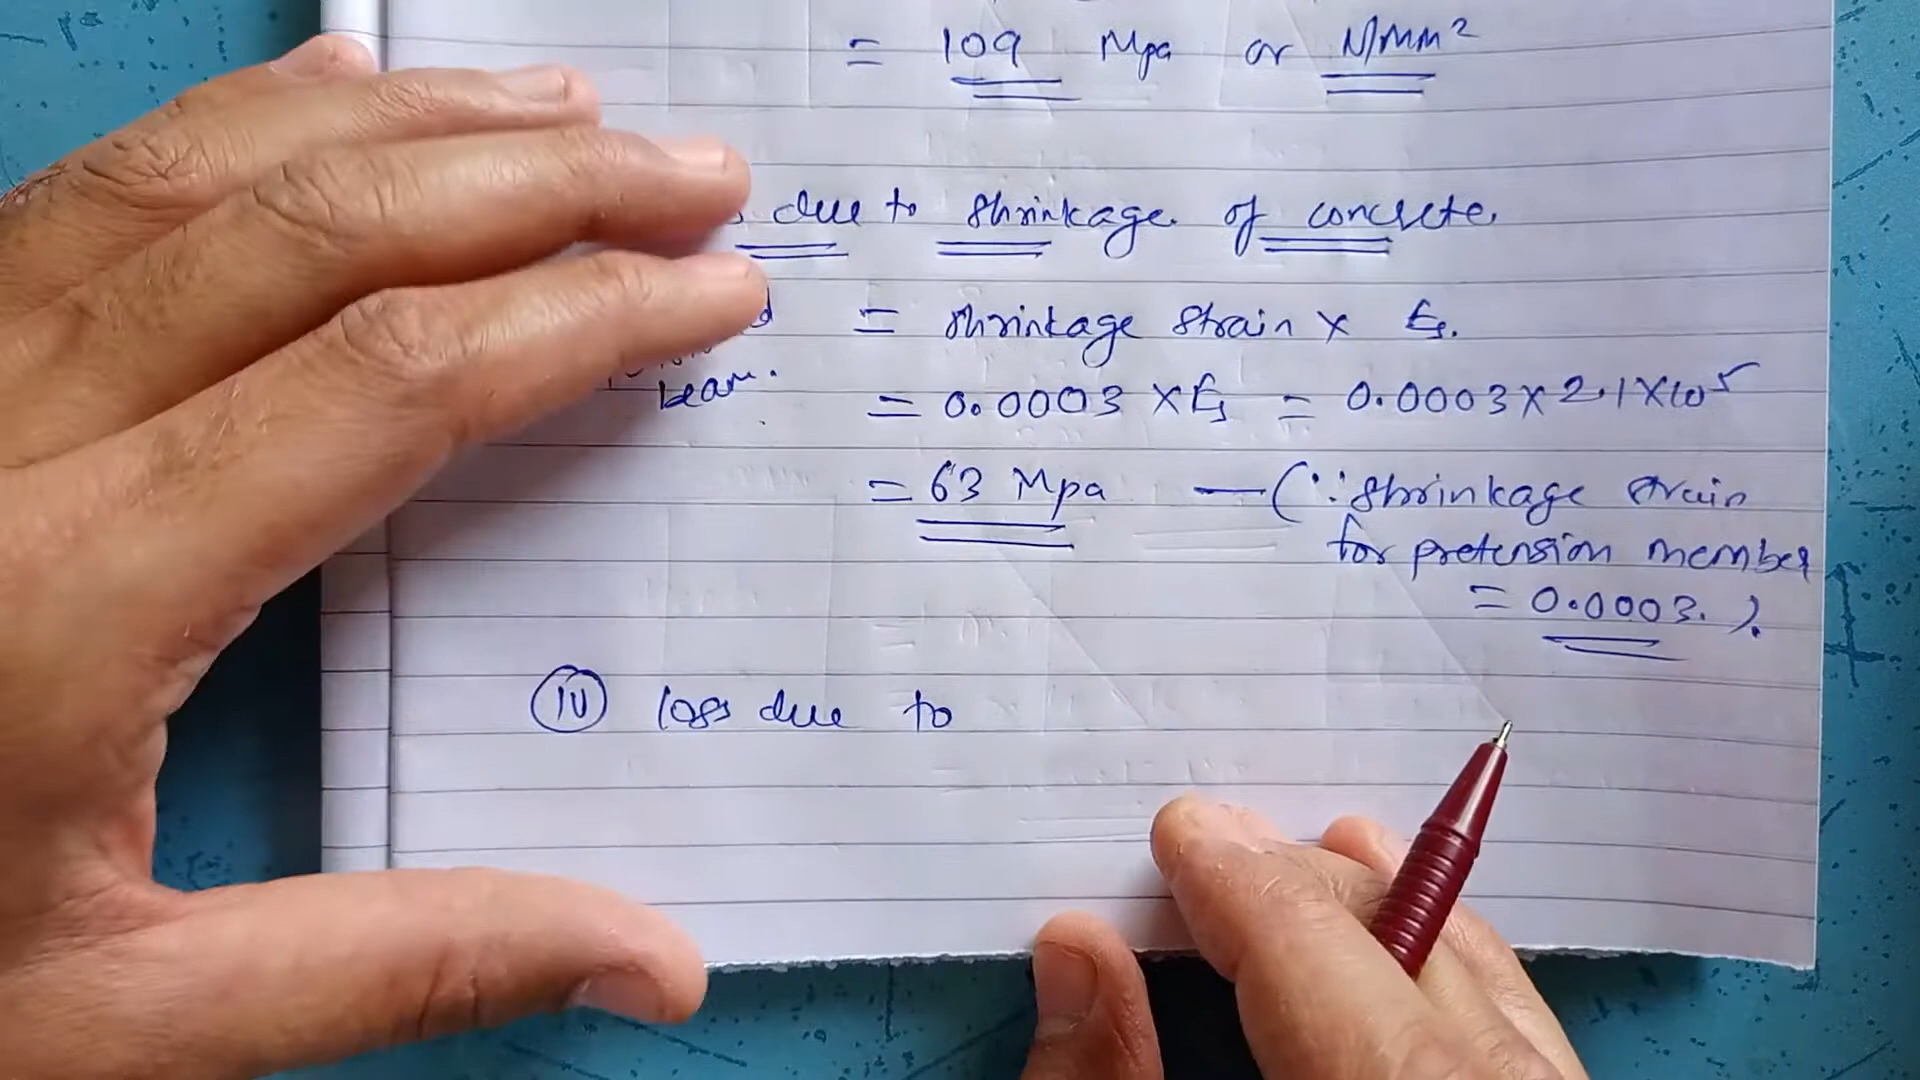 = 109 Mpa or N/mm²
due to shrinkage of concrete.
= shrinkage strain × Es.
beam. = 0.0003 × Es = 0.0003 × 2.1 × 10⁵
= 63 Mpa — (∵ shrinkage strain
for pretension member
= 0.0003.).
(IV) loss due to